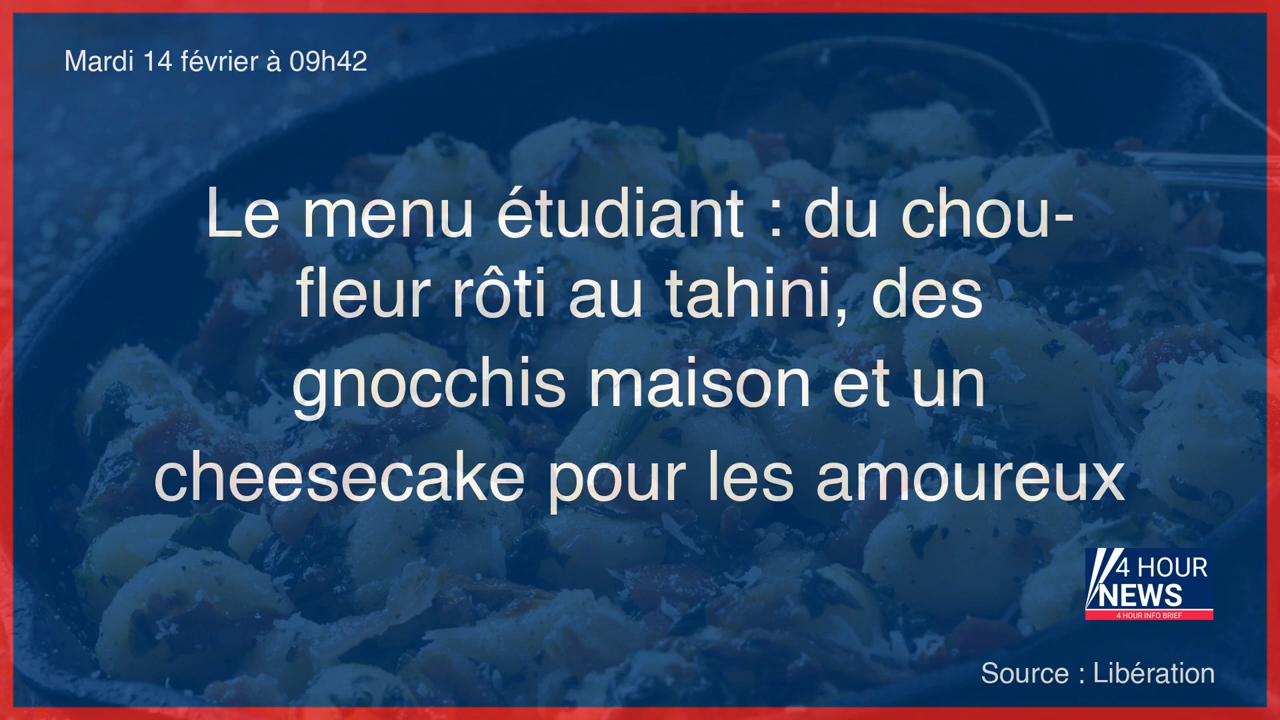 Mardi 14 février à 09h42
Le menu étudiant : du chou-
fleur rôti au tahini, des
gnocchis maison et un
cheesecake pour les amoureux
4 HOUR
NEWS
4 HOUR INFO BRIEF
Source : Libération